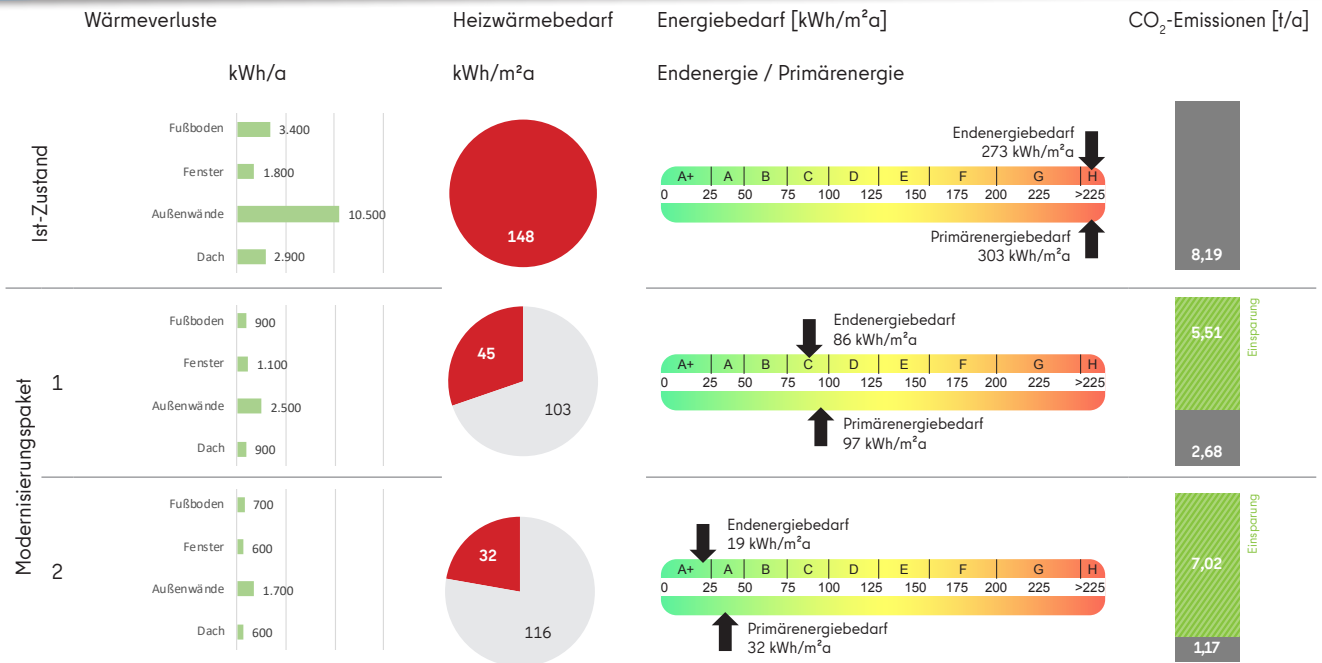 Wärmeverluste
Heizwärmebedarf
Energiebedarf [kWh/m²a]
CO₂-Emissionen [t/a]
kWh/a
kWh/m²a
Endenergie / Primärenergie
Ist-Zustand
Fußboden 3.400
Fenster 1.800
Außenwände 10.500
Dach 2.900
148
Endenergiebedarf
273 kWh/m²a
A+ A B C D E F G H
0 25 50 75 100 125 150 175 200 225 >225
Primärenergiebedarf
303 kWh/m²a
8,19
Modernisierungspaket
1
Fußboden 900
Fenster 1.100
Außenwände 2.500
Dach 900
45
103
Endenergiebedarf
86 kWh/m²a
A+ A B C D E F G H
0 25 50 75 100 125 150 175 200 225 >225
Primärenergiebedarf
97 kWh/m²a
5,51
Einsparung
2,68
2
Fußboden 700
Fenster 600
Außenwände 1.700
Dach 600
32
116
Endenergiebedarf
19 kWh/m²a
A+ A B C D E F G H
0 25 50 75 100 125 150 175 200 225 >225
Primärenergiebedarf
32 kWh/m²a
7,02
Einsparung
1,17